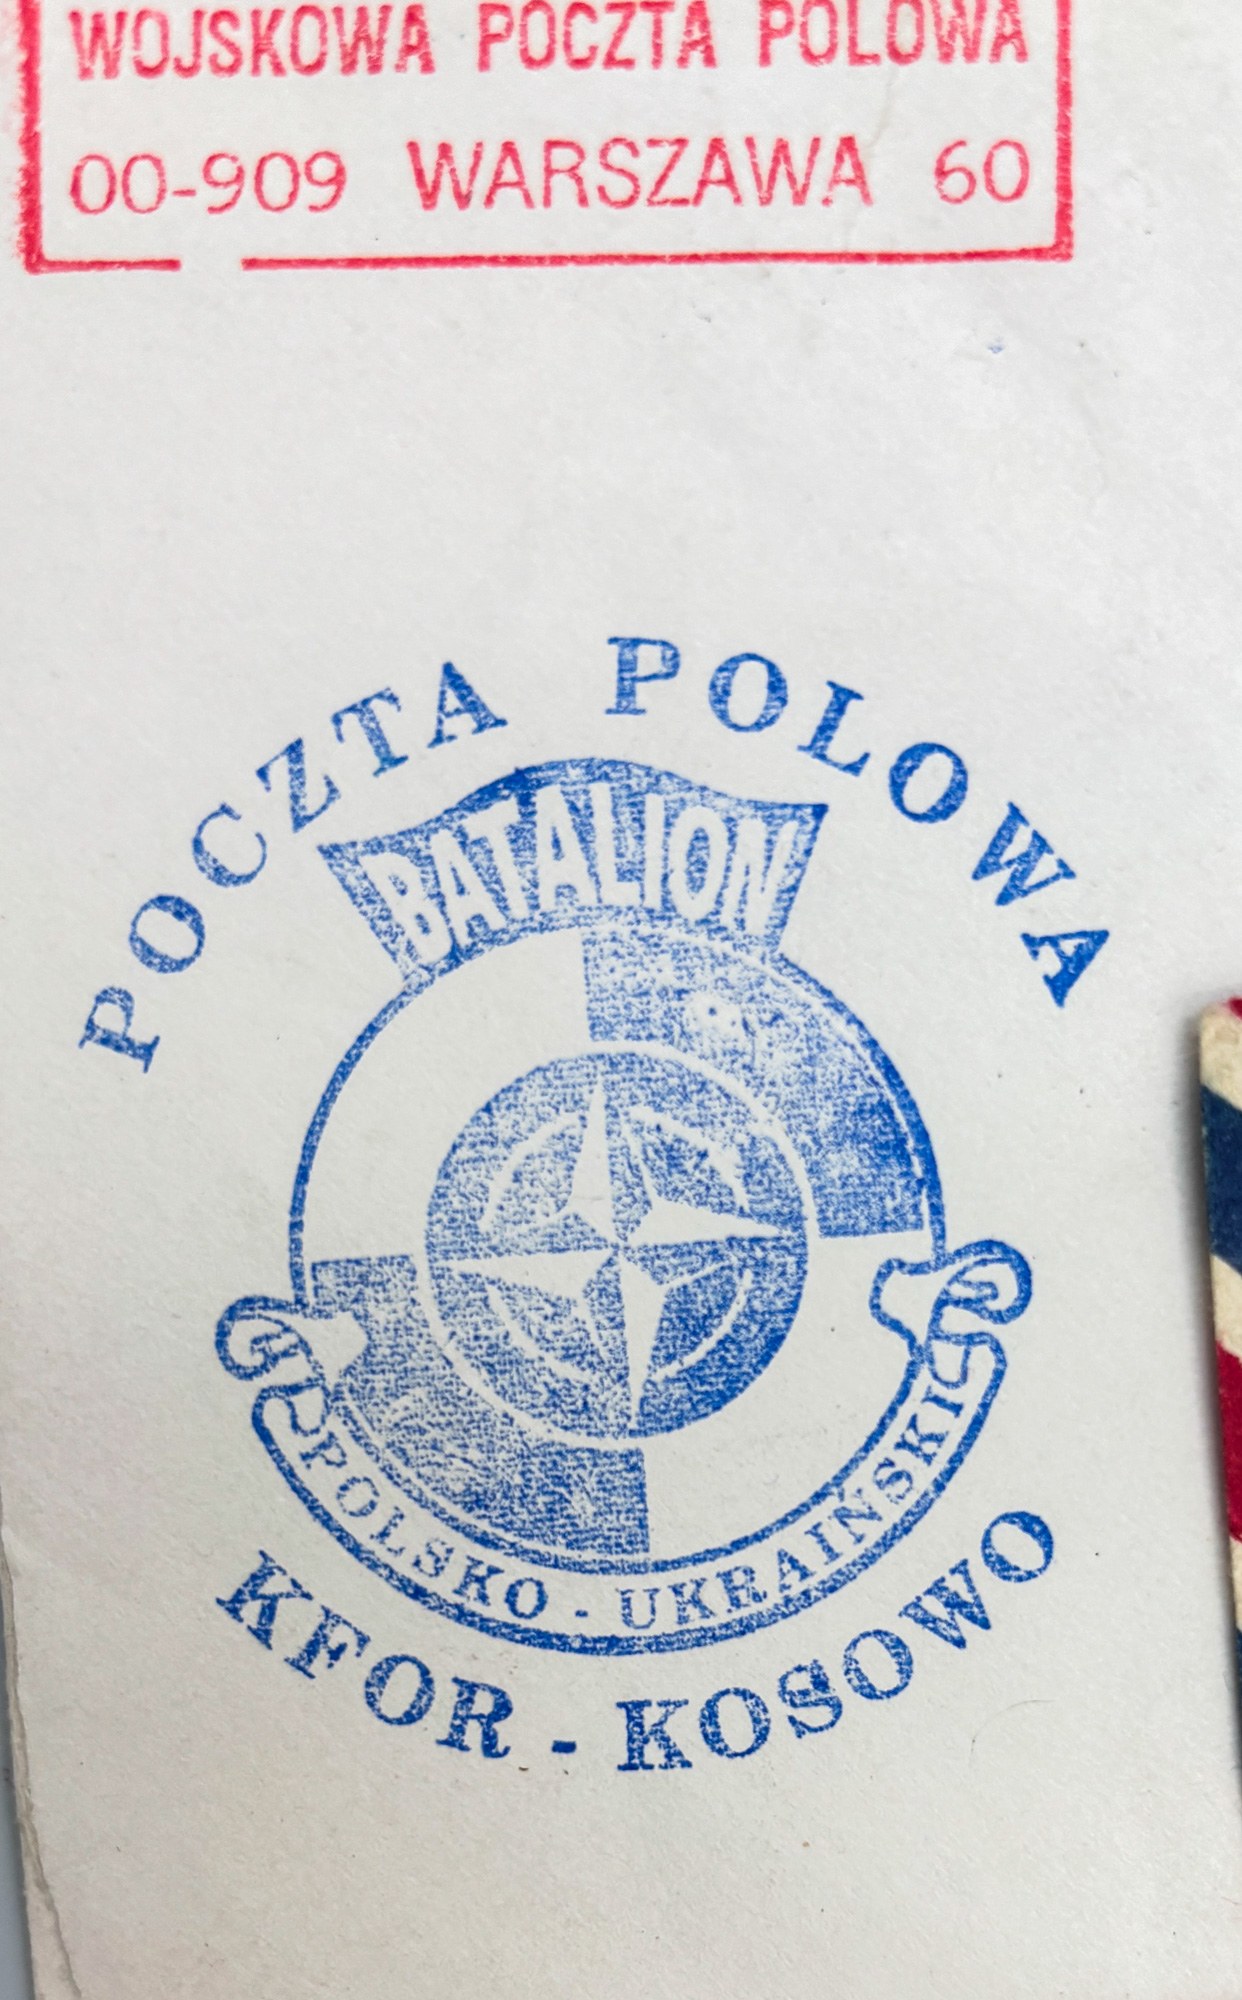 WOJSKOWA POCZTA POLOWA
00-909 WARSZAWA 60
POCZTA POLOWA
BATALION
POLSKO - UKRAIŃSKI
KFOR - KOSOWO